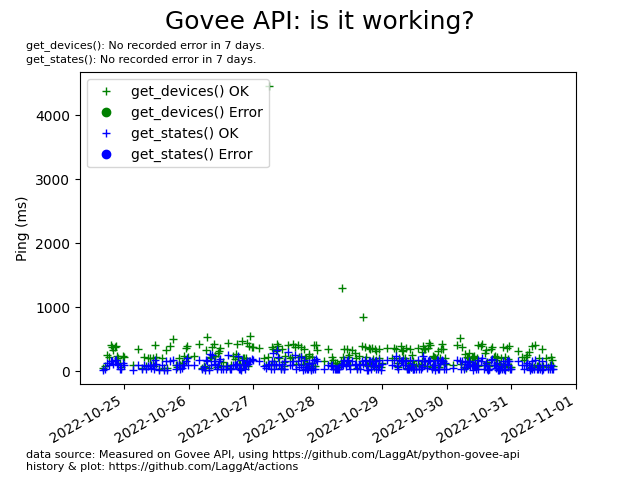 Govee API: is it working?
get_devices(): No recorded error in 7 days.
get_states(): No recorded error in 7 days.
get_devices() OK
get_devices() Error
get_states() OK
get_states() Error
Ping (ms)
4000
3000
2000
1000
0
2022-10-25
2022-10-26
2022-10-27
2022-10-28
2022-10-29
2022-10-30
2022-10-31
2022-11-01
data source: Measured on Govee API, using https://github.com/LaggAt/python-govee-api
history & plot: https://github.com/LaggAt/actions